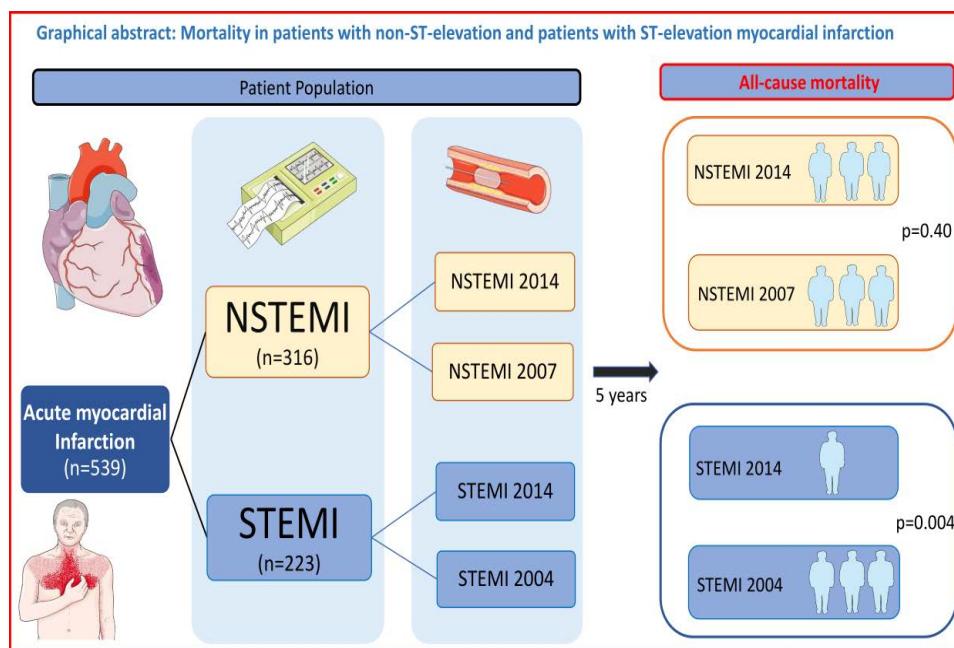 Graphical abstract: Mortality in patients with non-ST-elevation and patients with ST-elevation myocardial infarction
Patient Population
All-cause mortality
Acute myocardial
Infarction
(n=539)
NSTEMI
(n=316)
STEMI
(n=223)
NSTEMI 2014
NSTEMI 2007
STEMI 2014
STEMI 2004
5 years
NSTEMI 2014
p=0.40
NSTEMI 2007
STEMI 2014
p=0.004
STEMI 2004